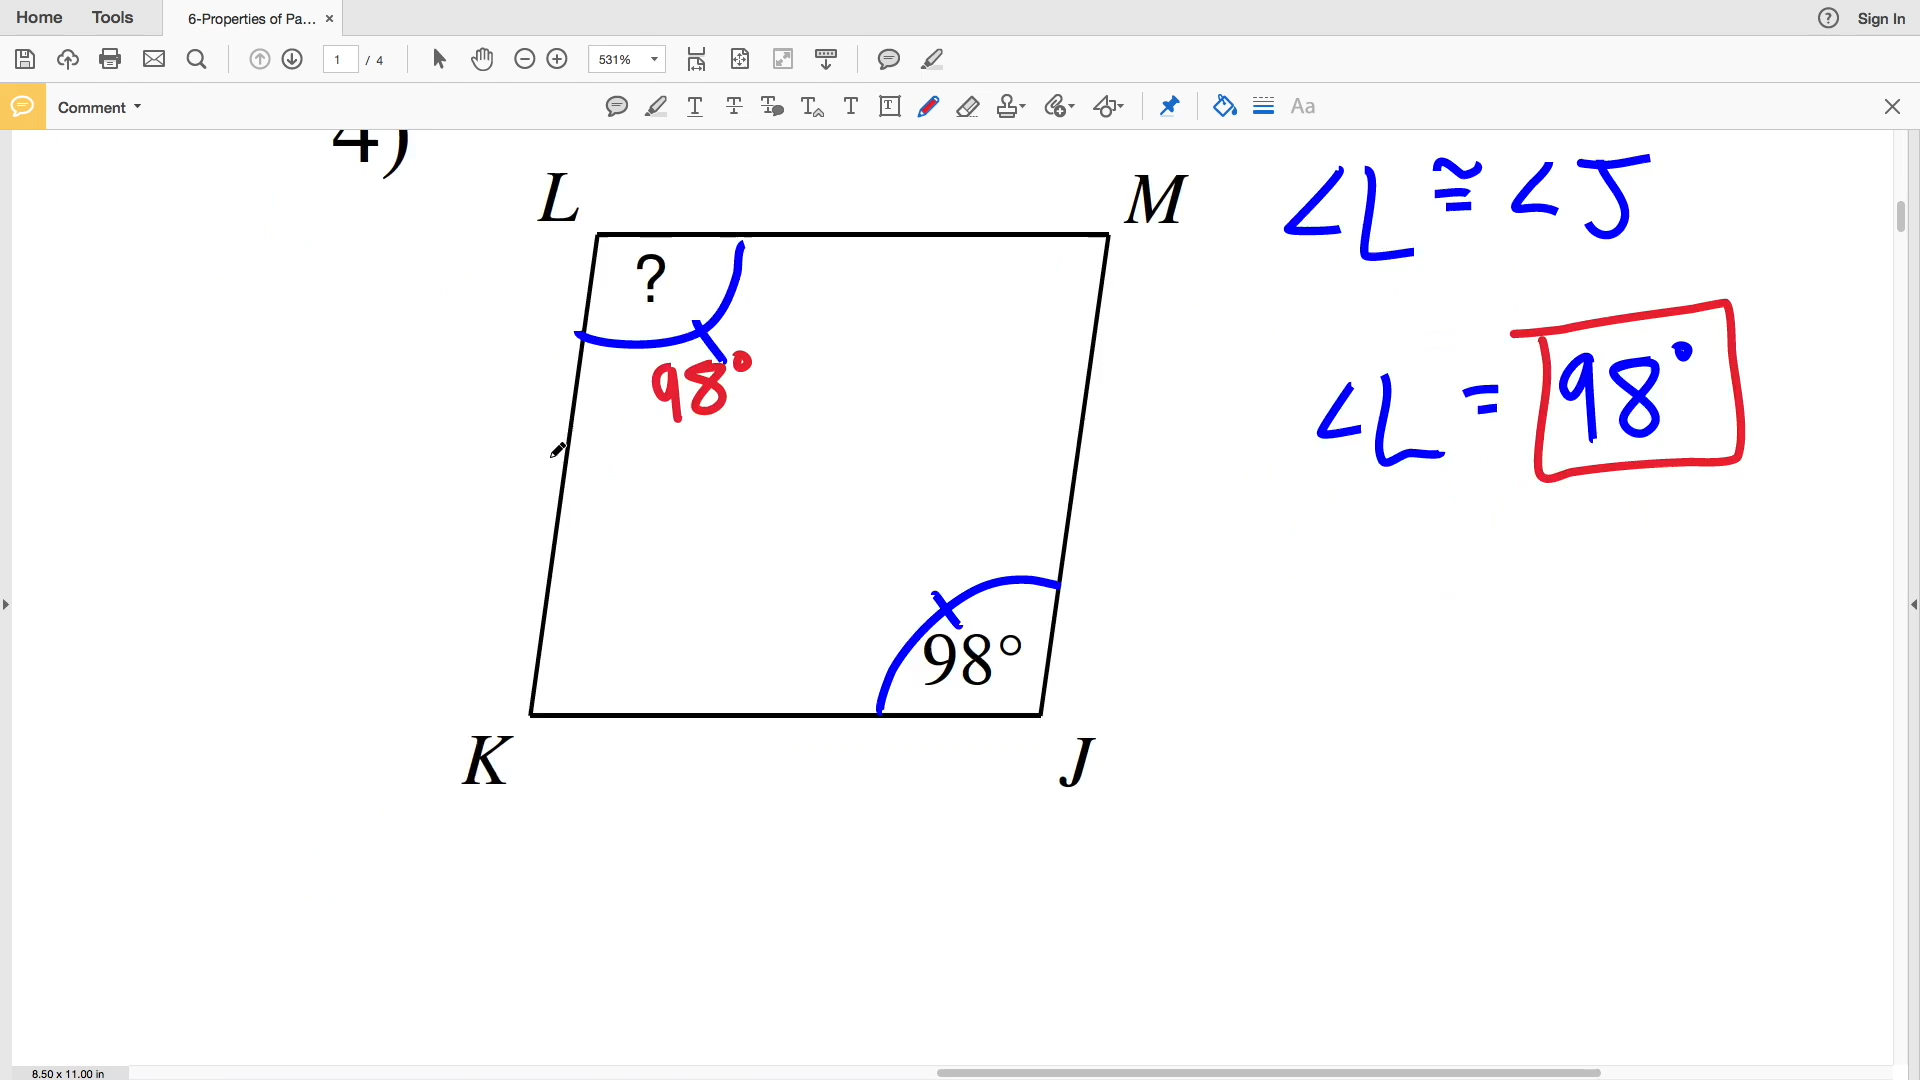 Home Tools 6-Properties of Pa... × ? Sign In
1 / 4 531%
Comment T T T T T T Aa
4)
L M
∠L ≅ ∠J
?
98°
∠L = 98°
98°
K J
8.50 x 11.00 in